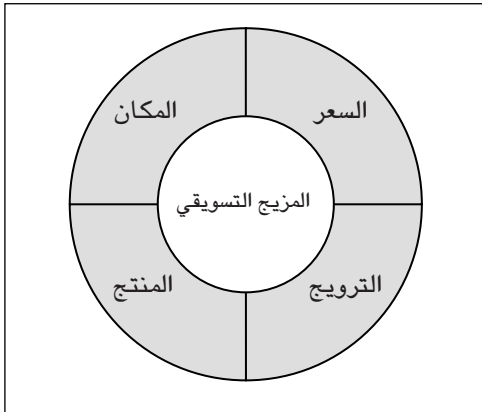 السعر
المكان
المزيج التسويقي
الترويج
المنتج